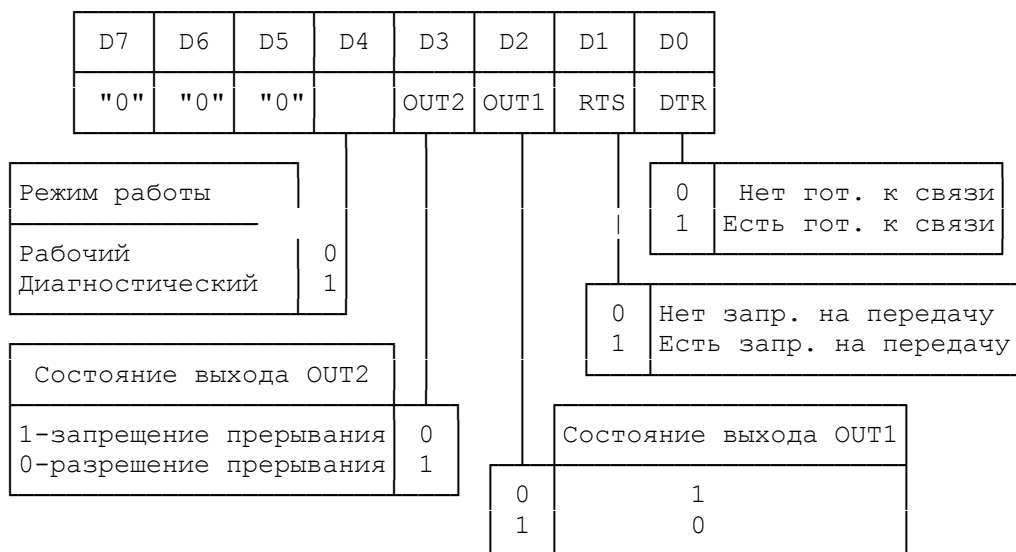 D7 D6 D5 D4 D3 D2 D1 D0
"0" "0" "0" OUT2 OUT1 RTS DTR
Режим работы
Рабочий 0
Диагностический 1
0 Нет гот. к связи
1 Есть гот. к связи
0 Нет запр. на передачу
1 Есть запр. на передачу
Состояние выхода OUT2
1-запрещение прерывания 0
0-разрешение прерывания 1
Состояние выхода OUT1
0 1
1 0